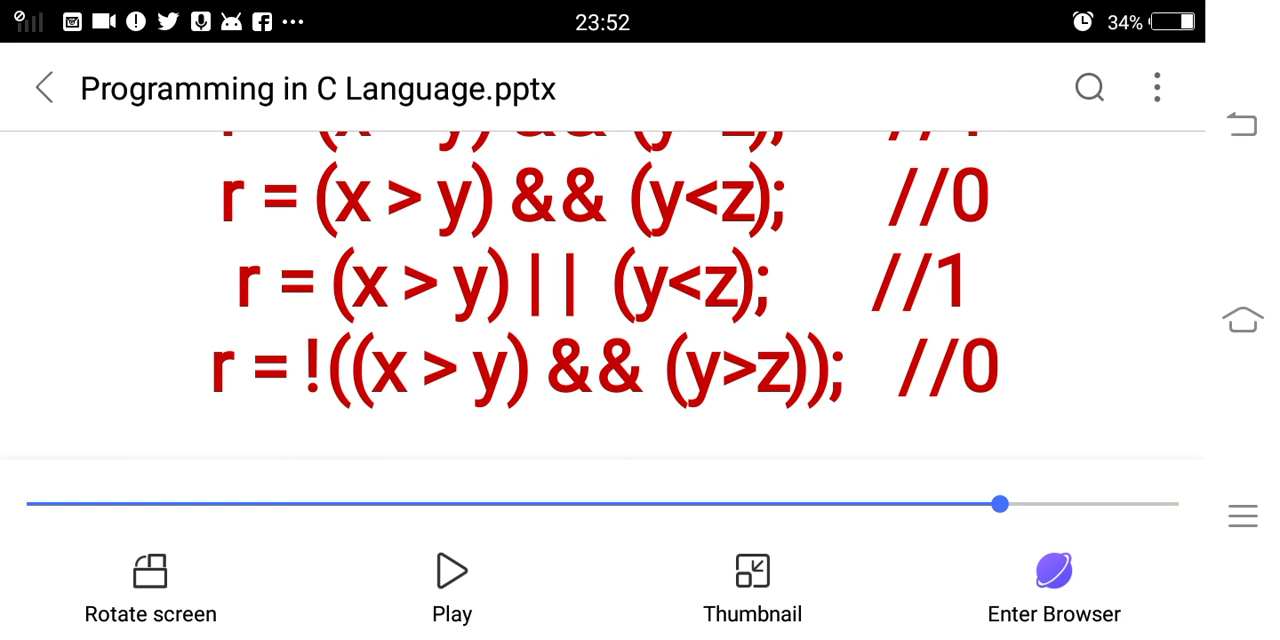 23:52
34%
Programming in C Language.pptx
r = (x > y) && (y<z); //0
r = (x > y) || (y<z); //1
r = !((x > y) && (y>z)); //0
Rotate screen
Play
Thumbnail
Enter Browser